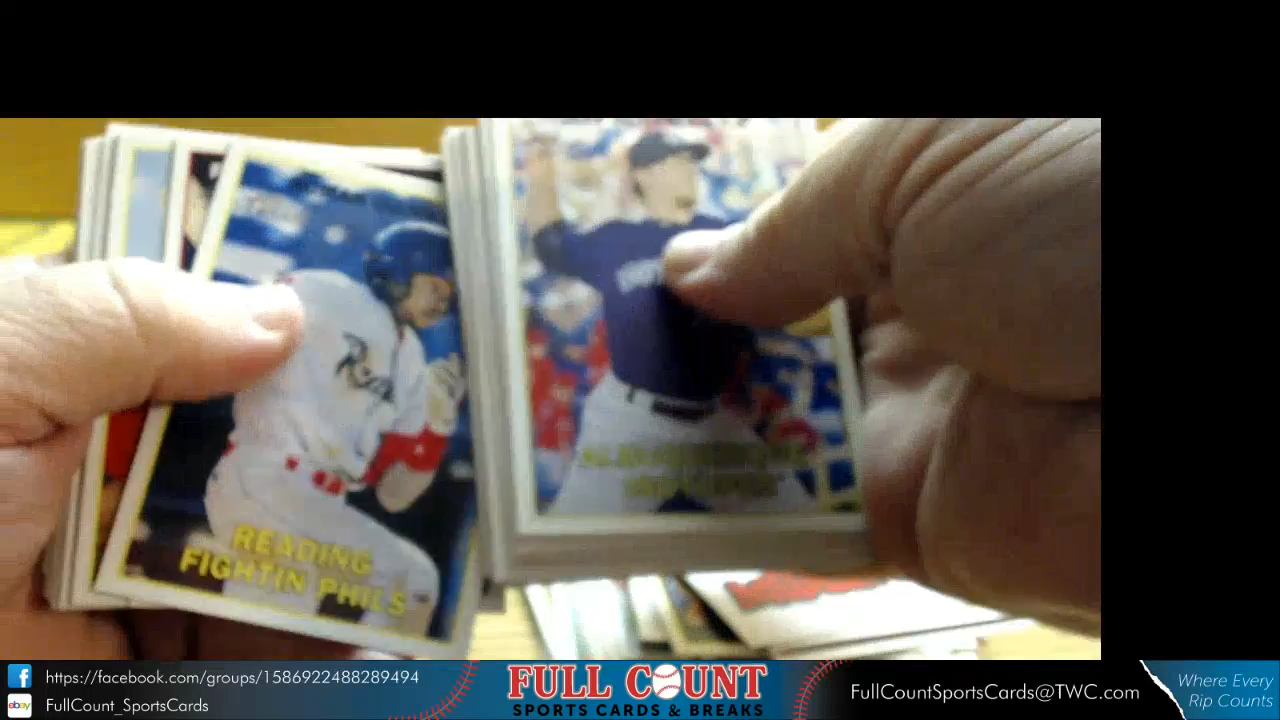 READING
FIGHTIN PHILS
https://facebook.com/groups/1586922488289494
FullCount_SportsCards
FULL COUNT
SPORTS CARDS & BREAKS
FullCountSportsCards@TWC.com
Where Every
Rip Counts